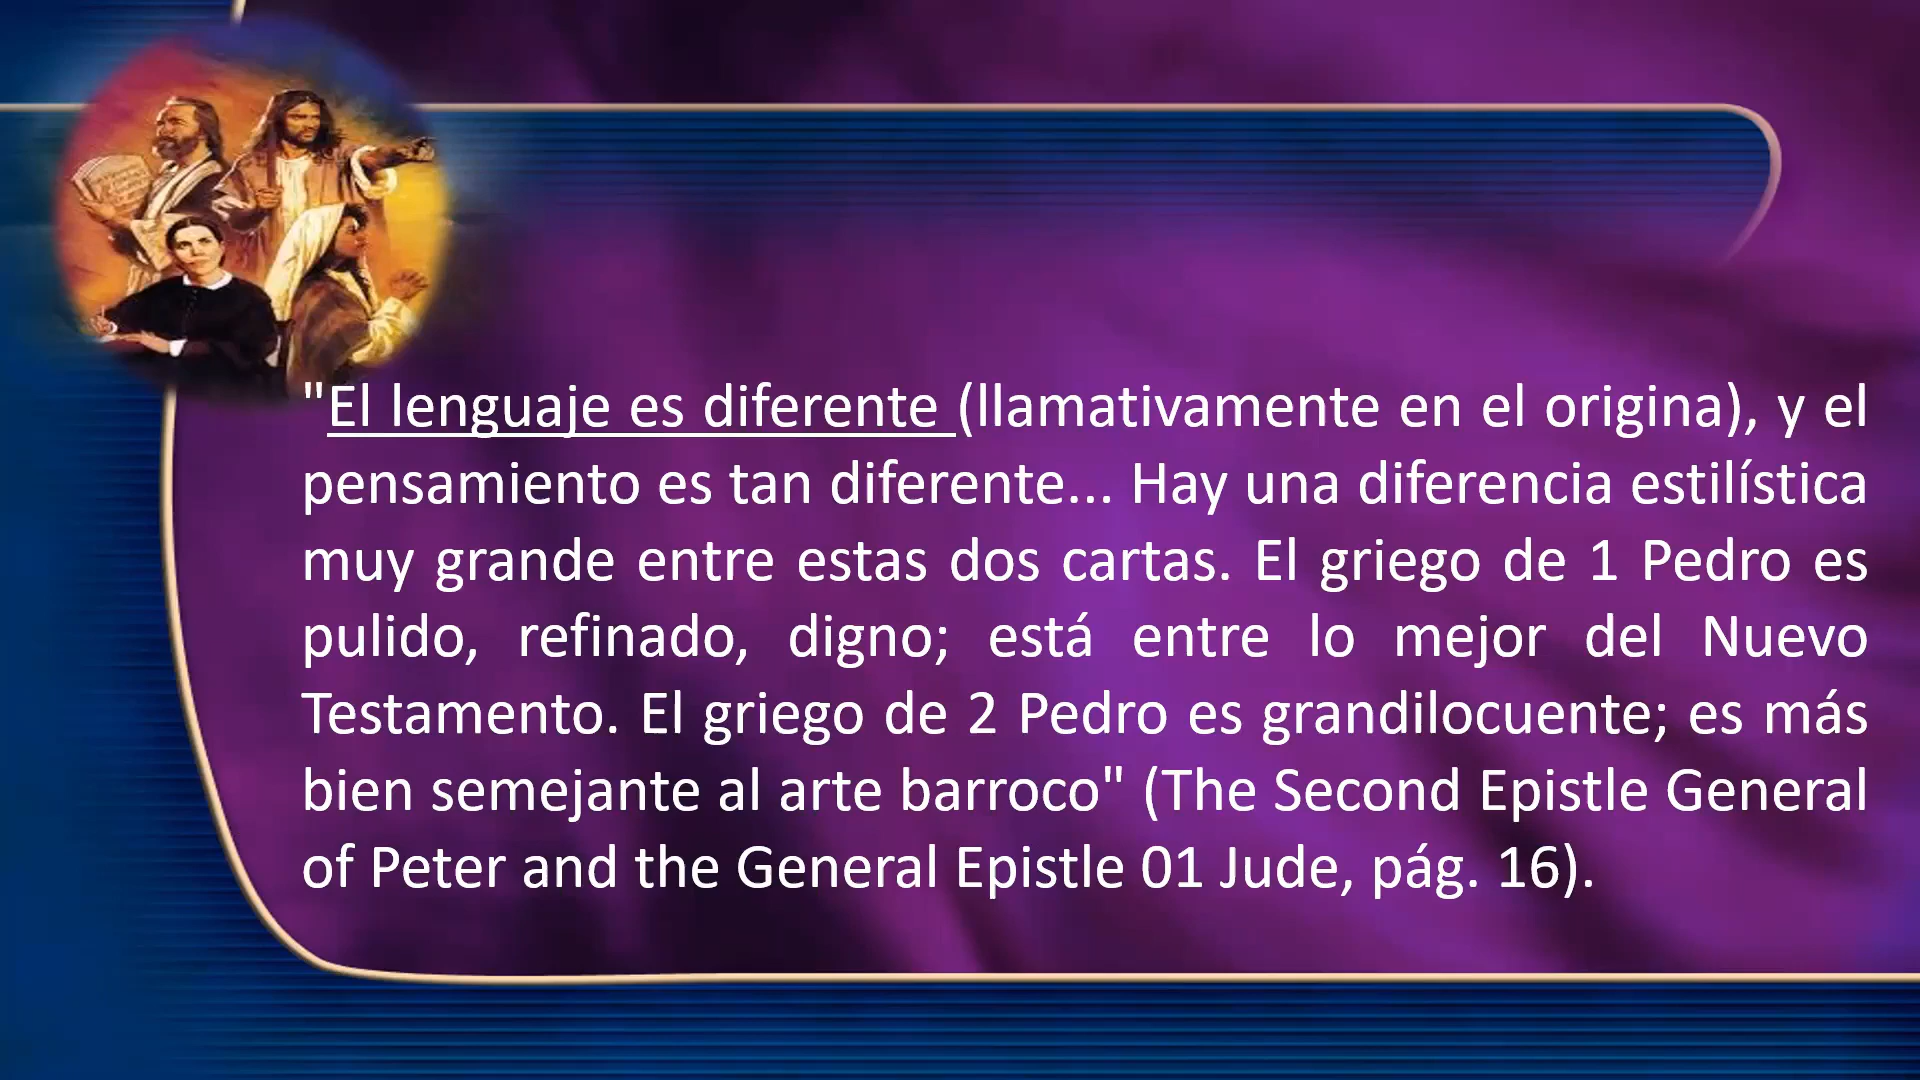 "El lenguaje es diferente (llamativamente en el origina), y el
pensamiento es tan diferente... Hay una diferencia estilística
muy grande entre estas dos cartas. El griego de 1 Pedro es
pulido, refinado, digno; está entre lo mejor del Nuevo
Testamento. El griego de 2 Pedro es grandilocuente; es más
bien semejante al arte barroco" (The Second Epistle General
of Peter and the General Epistle 01 Jude, pág. 16).